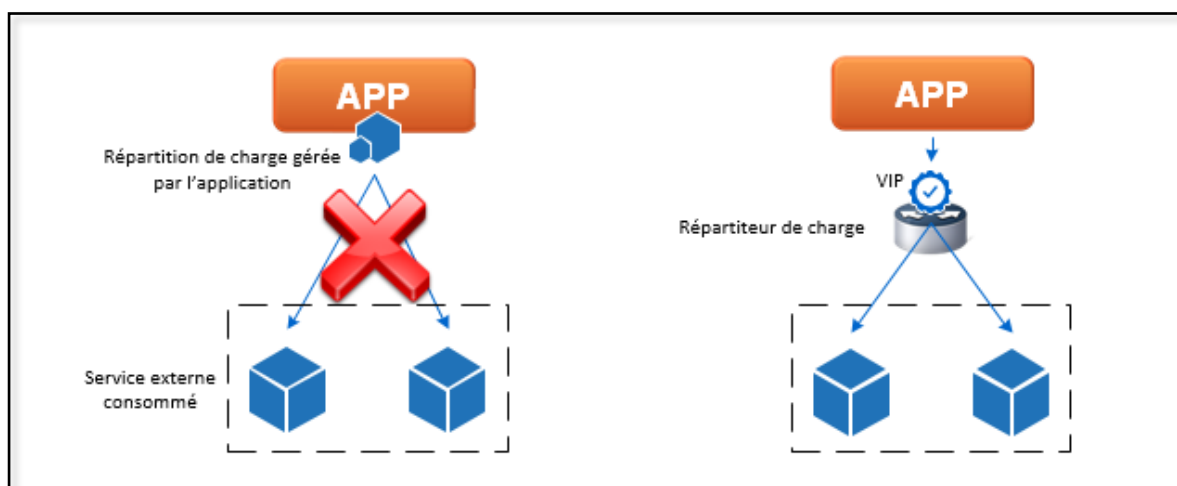 APP
Répartition de charge gérée
par l'application
Service externe
consommé
APP
VIP
Répartiteur de charge